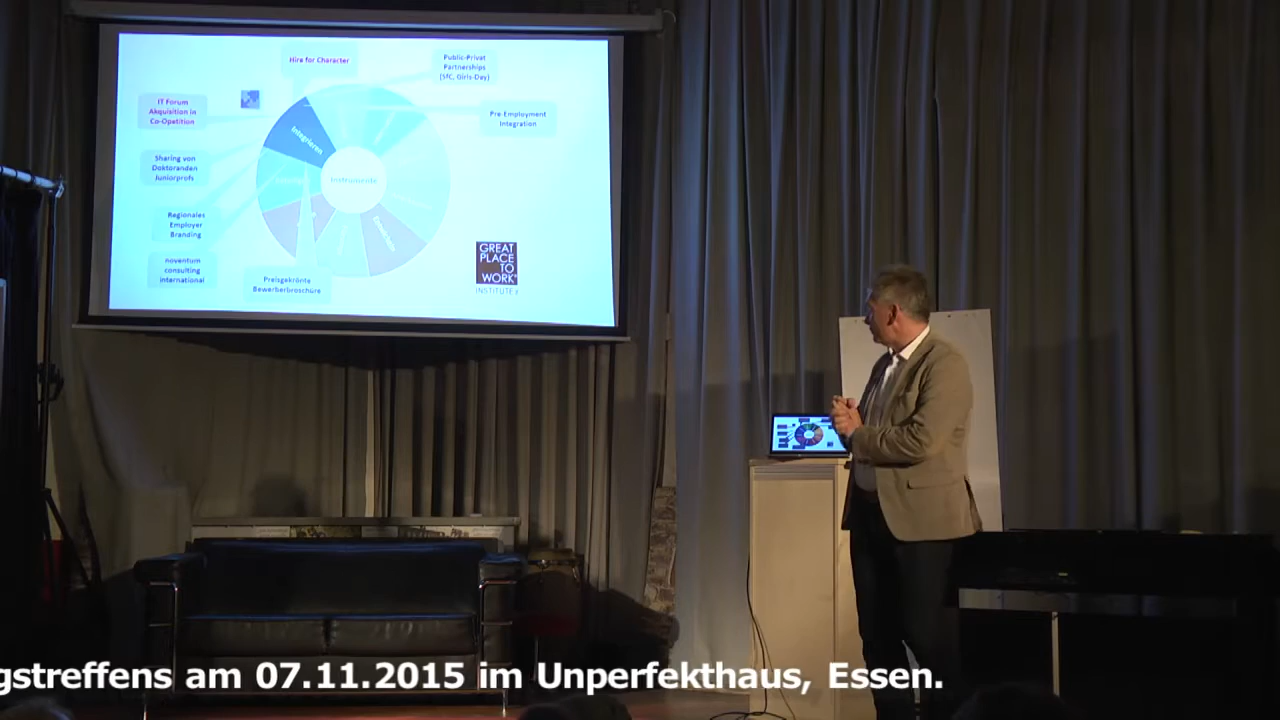 Hire for Character
Public-Privat
Partnerships
(SfC, Girls-Day)
IT Forum
Akquisition in
Co-Opetition
Pre-Employment
Integration
Integrieren
Sharing von
Doktoranden
Juniorprofs
Instrumente
Regionales
Employer
Branding
noventum
consulting
international
Preisgekrönte
Bewerberbroschüre
GREAT
PLACE
TO
WORK®
INSTITUTE
gstreffens am 07.11.2015 im Unperfekthaus, Essen.